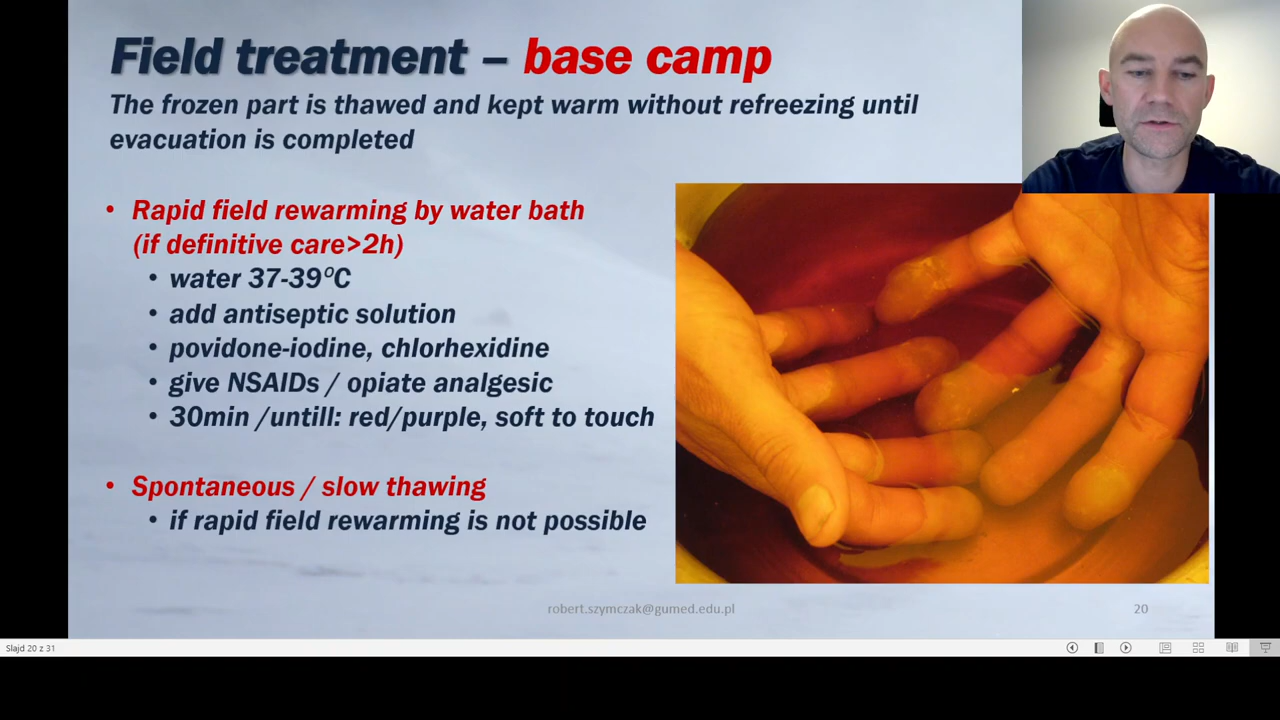 Field treatment – base camp
The frozen part is thawed and kept warm without refreezing until
evacuation is completed
• Rapid field rewarming by water bath
(if definitive care>2h)
• water 37-39ºC
• add antiseptic solution
• povidone-iodine, chlorhexidine
• give NSAIDs / opiate analgesic
• 30min /untill: red/purple, soft to touch
• Spontaneous / slow thawing
• if rapid field rewarming is not possible
robert.szymczak@gumed.edu.pl
20
Slajd 20 z 31